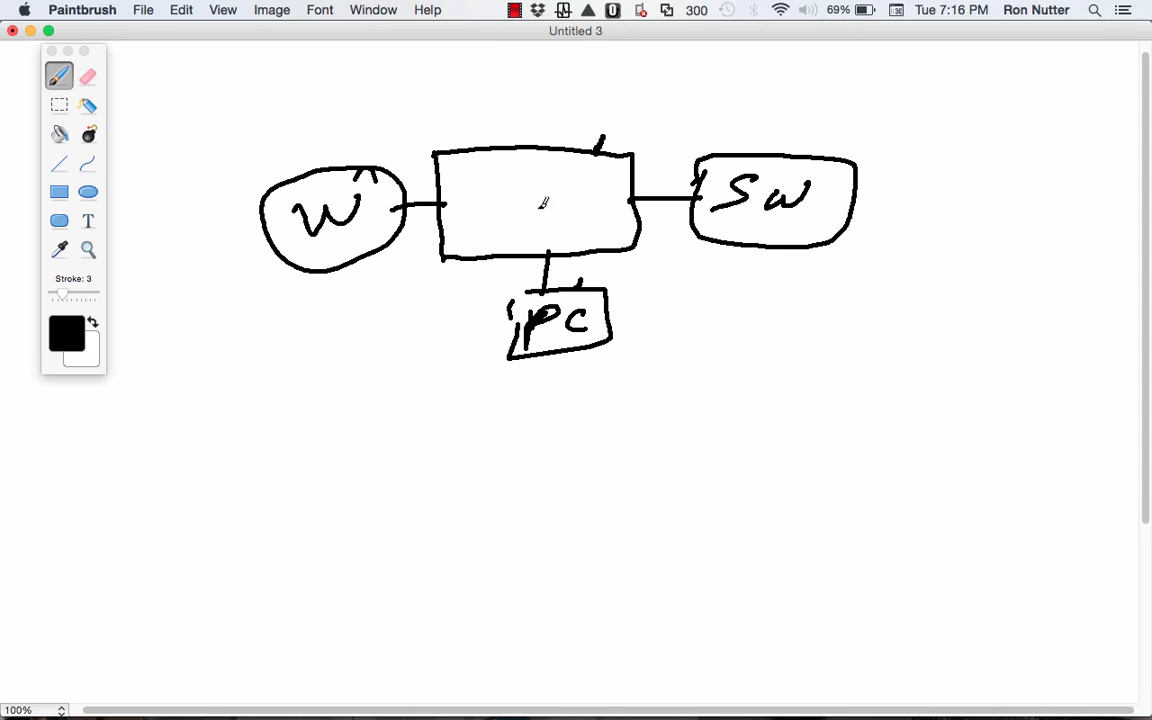 Paintbrush File Edit View Image Font Window Help 300 69% Tue 7:16 PM Ron Nutter
Untitled 3
T
Stroke: 3
W
SW
PC
100%